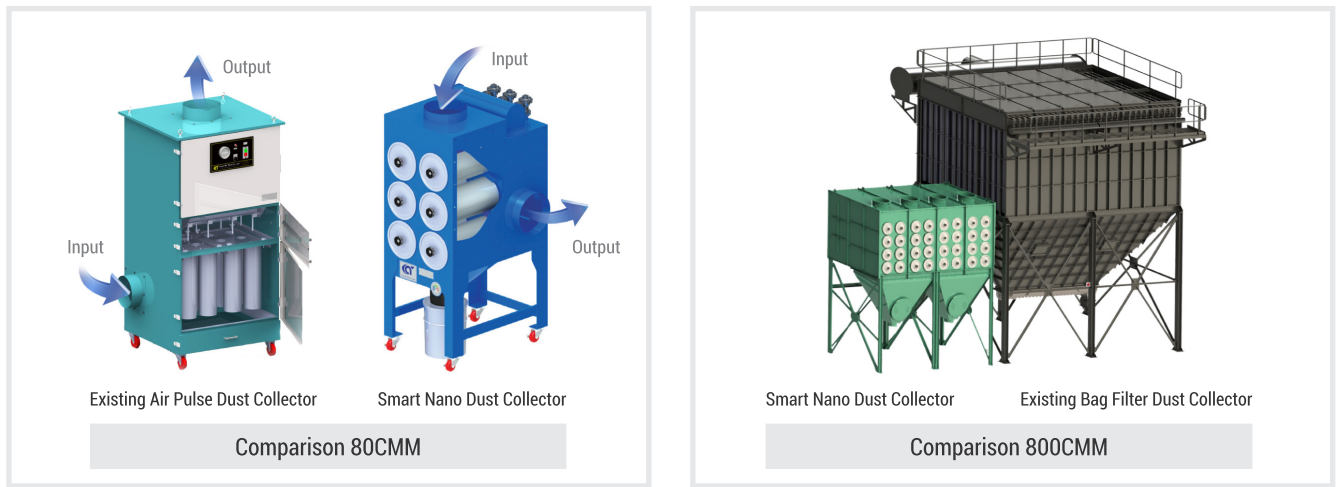 Output
Input
Existing Air Pulse Dust Collector
Input
Output
Smart Nano Dust Collector
Comparison 80CMM
Smart Nano Dust Collector
Existing Bag Filter Dust Collector
Comparison 800CMM